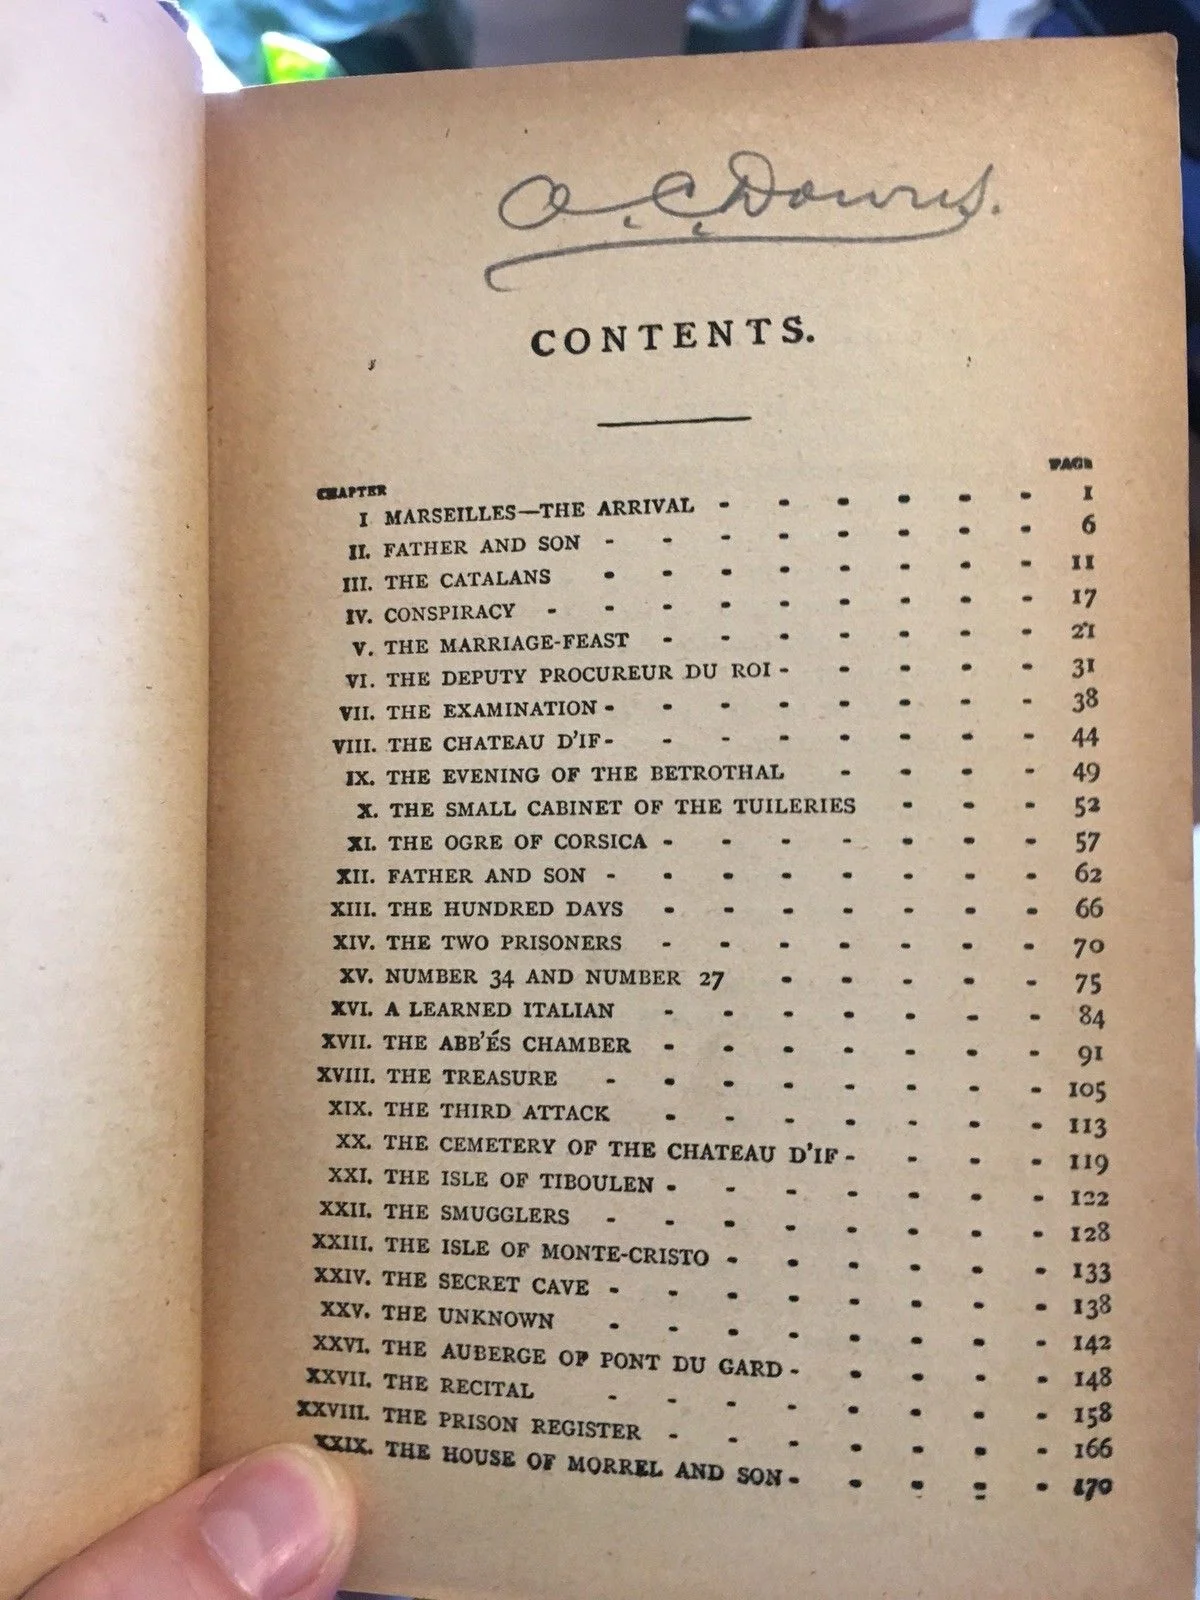 O. C. Downs.
CONTENTS.
CHAPTER PAGE
I MARSEILLES—THE ARRIVAL - - - - - - 1
II. FATHER AND SON - - - - - - - - 6
III. THE CATALANS - - - - - - - - 11
IV. CONSPIRACY - - - - - - - - - 17
V. THE MARRIAGE-FEAST - - - - - - - 21
VI. THE DEPUTY PROCUREUR DU ROI - - - - - 31
VII. THE EXAMINATION - - - - - - - - 38
VIII. THE CHATEAU D'IF - - - - - - - - 44
IX. THE EVENING OF THE BETROTHAL - - - - 49
X. THE SMALL CABINET OF THE TUILERIES - - - 52
XI. THE OGRE OF CORSICA - - - - - - - 57
XII. FATHER AND SON - - - - - - - - 62
XIII. THE HUNDRED DAYS - - - - - - - 66
XIV. THE TWO PRISONERS - - - - - - - 70
XV. NUMBER 34 AND NUMBER 27 - - - - - 75
XVI. A LEARNED ITALIAN - - - - - - - 84
XVII. THE ABB'ÉS CHAMBER - - - - - - - 91
XVIII. THE TREASURE - - - - - - - - 105
XIX. THE THIRD ATTACK - - - - - - - 113
XX. THE CEMETERY OF THE CHATEAU D'IF - - - - 119
XXI. THE ISLE OF TIBOULEN - - - - - - - 122
XXII. THE SMUGGLERS - - - - - - - - 128
XXIII. THE ISLE OF MONTE-CRISTO - - - - - - 133
XXIV. THE SECRET CAVE - - - - - - - - 138
XXV. THE UNKNOWN - - - - - - - - 142
XXVI. THE AUBERGE OF PONT DU GARD - - - - - 148
XXVII. THE RECITAL - - - - - - - - 158
XXVIII. THE PRISON REGISTER - - - - - - - 166
XXIX. THE HOUSE OF MORREL AND SON - - - - - 170